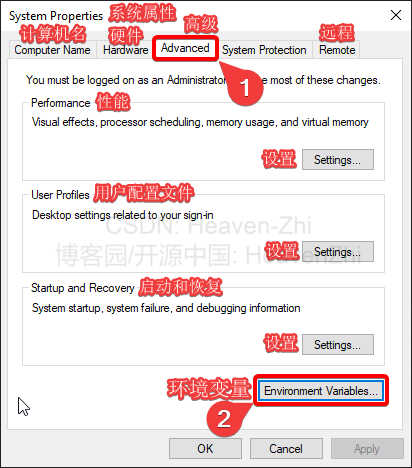 System Properties 系统属性
计算机名 硬件 高级 远程
Computer Name Hardware Advanced System Protection Remote
You must be logged on as an Administrator the most of these changes.
1
Perfomance 性能
Visual effects, processor scheduling, memory usage, and virtual memory
设置 Settings...
User Profiles 用户配置文件
Desktop settings related to your sign-in
CSDN: Heaven-Zhi
设置 Settings...
博客园/开源中国: HeavenZhi
Startup and Recovery 启动和恢复
System startup, system failure, and debugging information
设置 Settings...
环境变量 Environment Variables...
2
OK Cancel Apply